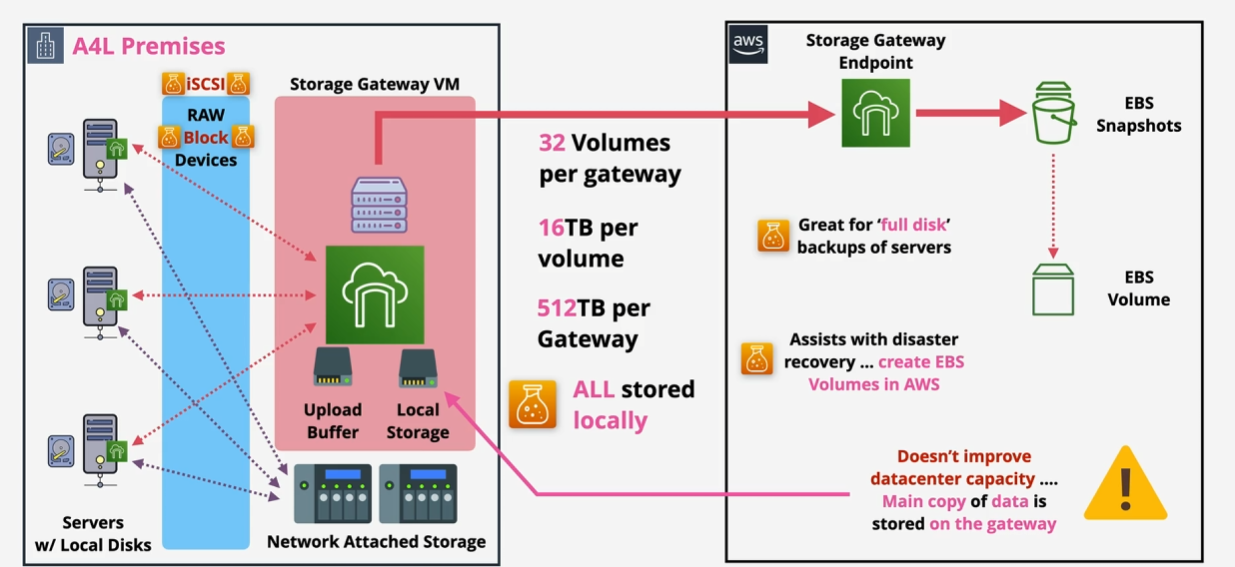 A4L Premises
iSCSI
RAW
Block
Devices
Storage Gateway VM
Upload
Buffer
Local
Storage
Servers
w/ Local Disks
Network Attached Storage
32 Volumes
per gateway
16TB per
volume
512TB per
Gateway
ALL stored
locally
aws
Storage Gateway
Endpoint
EBS
Snapshots
Great for ‘full disk’
backups of servers
EBS
Volume
Assists with disaster
recovery ... create EBS
Volumes in AWS
Doesn’t improve
datacenter capacity ....
Main copy of data is
stored on the gateway